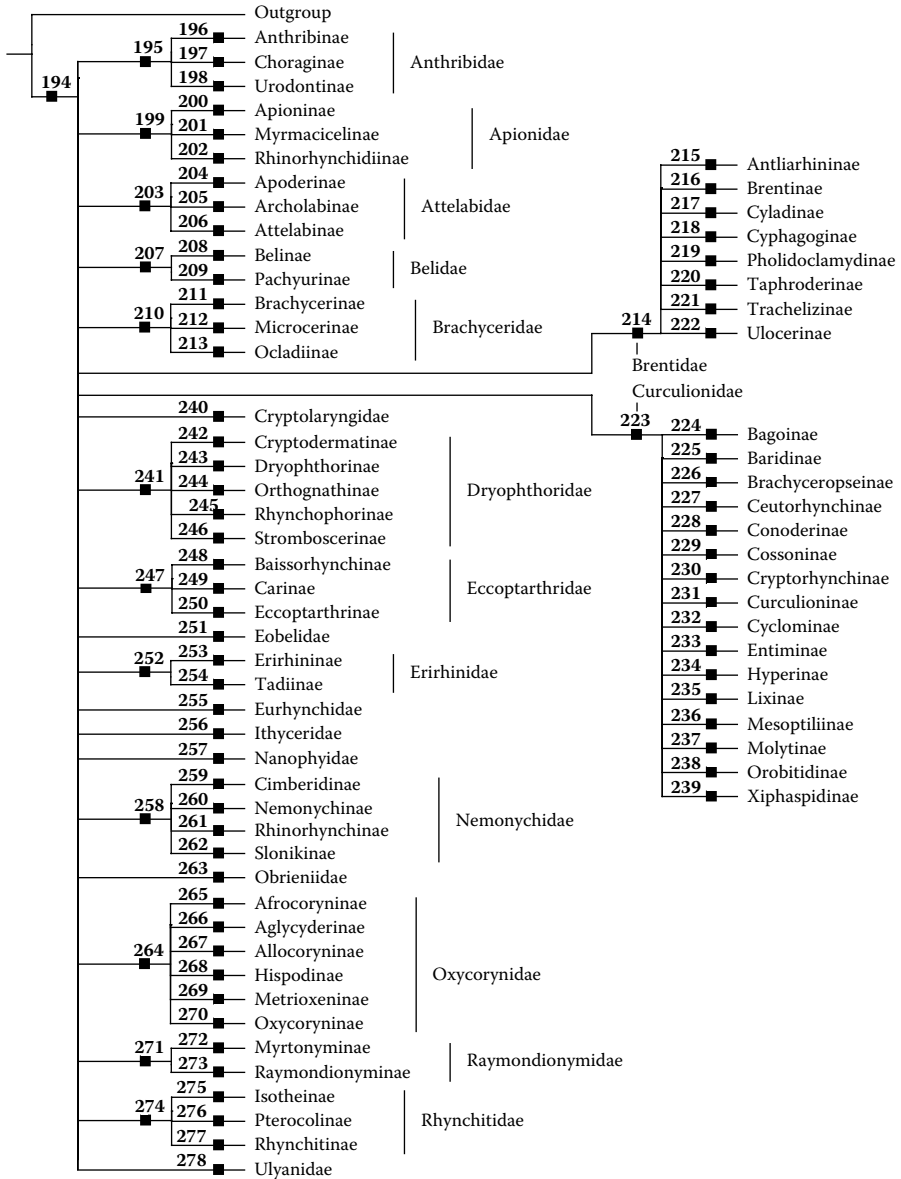 Outgroup
194
195
196 Anthribinae
197 Choraginae
198 Urodontinae
Anthribidae
199
200 Apioninae
201 Myrmacicelinae
202 Rhinorhynchidiinae
Apionidae
203
204 Apoderinae
205 Archolabinae
206 Attelabinae
Attelabidae
207
208 Belinae
209 Pachyurinae
Belidae
210
211 Brachycerinae
212 Microcerinae
213 Ocladiinae
Brachyceridae
214
Brentidae
215 Antliarhininae
216 Brentinae
217 Cyladinae
218 Cyphagoginae
219 Pholidoclamydinae
220 Taphroderinae
221 Trachelizinae
222 Ulocerinae
Curculionidae
223
224 Bagoinae
225 Baridinae
226 Brachyceropseinae
227 Ceutorhynchinae
228 Conoderinae
229 Cossoninae
230 Cryptorhynchinae
231 Curculioninae
232 Cyclominae
233 Entiminae
234 Hyperinae
235 Lixinae
236 Mesoptiliinae
237 Molytinae
238 Orobitidinae
239 Xiphaspidinae
240 Cryptolaryngidae
241
242 Cryptodermatinae
243 Dryophthorinae
244 Orthognathinae
245 Rhynchophorinae
246 Stromboscerinae
Dryophthoridae
247
248 Baissorhynchinae
249 Carinae
250 Eccoptarthrinae
Eccoptarthridae
251 Eobelidae
252
253 Erirhininae
254 Tadiinae
Erirhinidae
255 Eurhynchidae
256 Ithyceridae
257 Nanophyidae
258
259 Cimberidinae
260 Nemonychinae
261 Rhinorhynchinae
262 Slonikinae
Nemonychidae
263 Obrieniidae
264
265 Afrocoryninae
266 Aglycyderinae
267 Allocoryninae
268 Hispodinae
269 Metrioxeninae
270 Oxycoryninae
Oxycorynidae
271
272 Myrtonyminae
273 Raymondionyminae
Raymondionymidae
274
275 Isotheinae
276 Pterocolinae
277 Rhynchitinae
Rhynchitidae
278 Ulyanidae